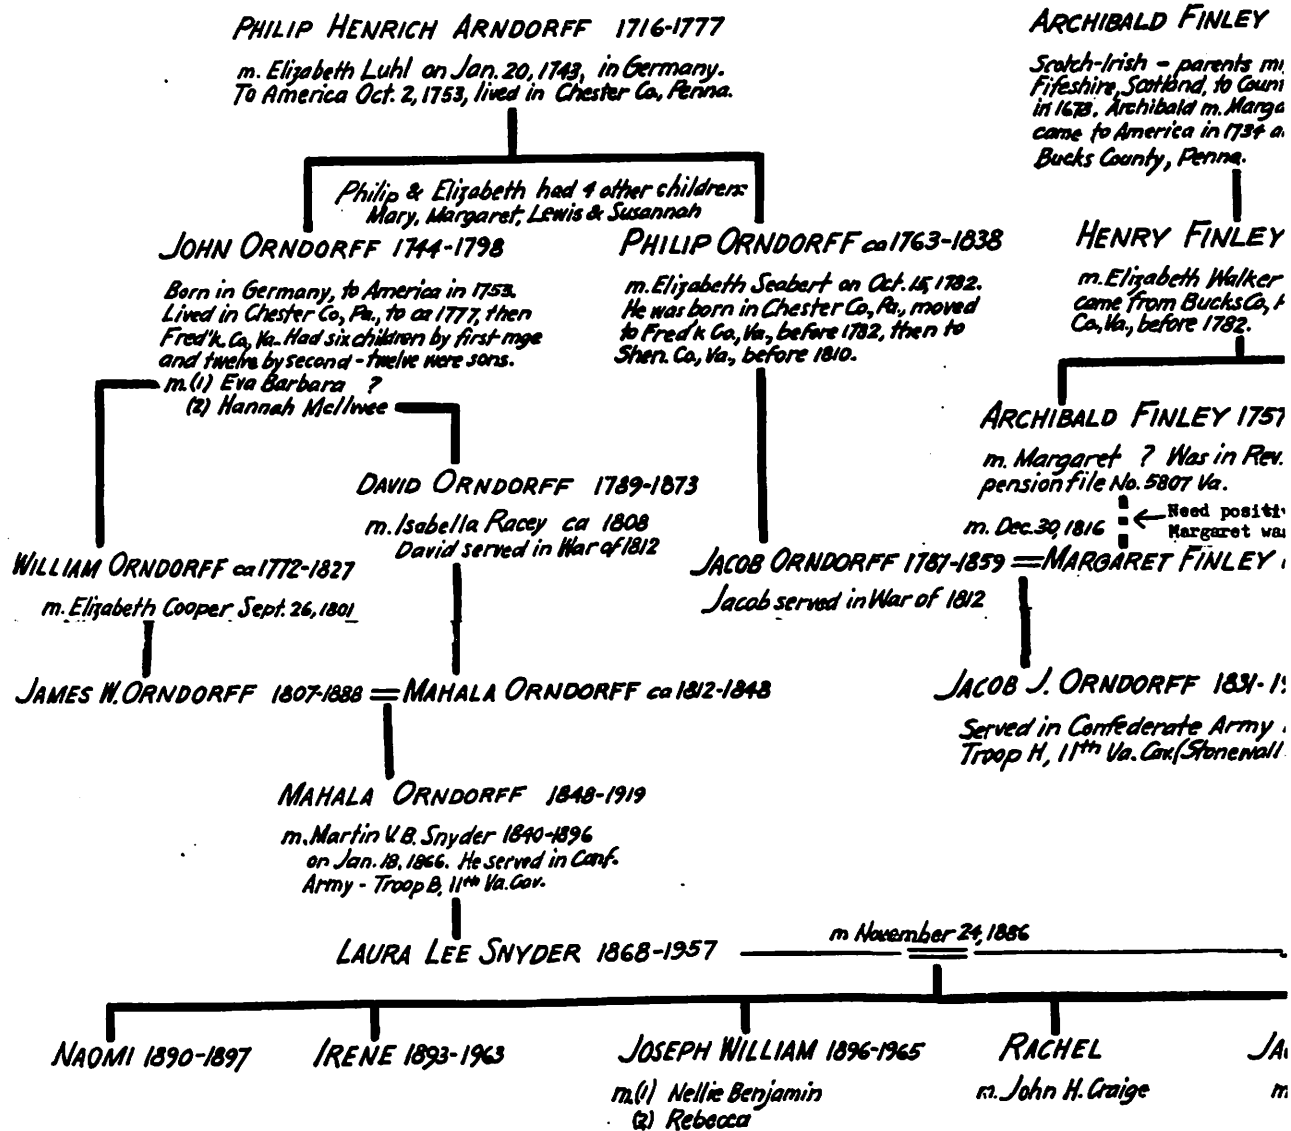 PHILIP HENRICH ARNDORFF 1716-1777
m. Elizabeth Luhl on Jan. 20, 1743, in Germany.
To America Oct. 2, 1753, lived in Chester Co., Penna.
ARCHIBALD FINLEY
Scotch-Irish - parents mi
Fifeshire, Scotland, to Coun
in 1673. Archibald m. Marga
came to America in 1734 a
Bucks County, Penna.
Philip & Elizabeth had 4 other children:
Mary, Margaret, Lewis & Susannah
JOHN ORNDORFF 1744-1798
Born in Germany, to America in 1753.
Lived in Chester Co., Pa., to ca 1777, then
Fred'k. Co., Va. Had six children by first mge
and twelve by second - twelve were sons.
m. (1) Eva Barbara ?
(2) Hannah McIlwee
PHILIP ORNDORFF ca 1763-1838
m. Elizabeth Seabert on Oct. 15, 1782.
He was born in Chester Co., Pa., moved
to Fred'k Co., Va., before 1782, then to
Shen. Co., Va., before 1810.
HENRY FINLEY
m. Elizabeth Walker
came from Bucks Co.,
Co., Va., before 1782.
ARCHIBALD FINLEY 1757
m. Margaret ? Was in Rev.
pension file No. 5807 Va.
DAVID ORNDORFF 1789-1873
m. Isabella Racey ca 1808
David served in War of 1812
m. Dec. 30, 1816
Need positi
Margaret wa
WILLIAM ORNDORFF ca 1772-1827
m. Elizabeth Cooper Sept. 26, 1801
JACOB ORNDORFF 1787-1859 = MARGARET FINLEY
Jacob served in War of 1812
JAMES W. ORNDORFF 1807-1888 = MAHALA ORNDORFF ca 1812-1848
JACOB J. ORNDORFF 1831-19
Served in Confederate Army
Troop H, 11th Va. Cav. (Stonewall
MAHALA ORNDORFF 1848-1919
m. Martin V.B. Snyder 1840-1896
on Jan. 18, 1866. He served in Conf.
Army - Troop B, 11th Va. Cav.
LAURA LEE SNYDER 1868-1957
m November 24, 1886
NAOMI 1890-1897
IRENE 1893-1963
JOSEPH WILLIAM 1896-1965
m. (1) Nellie Benjamin
(2) Rebecca
RACHEL
m. John H. Craige
JA
m